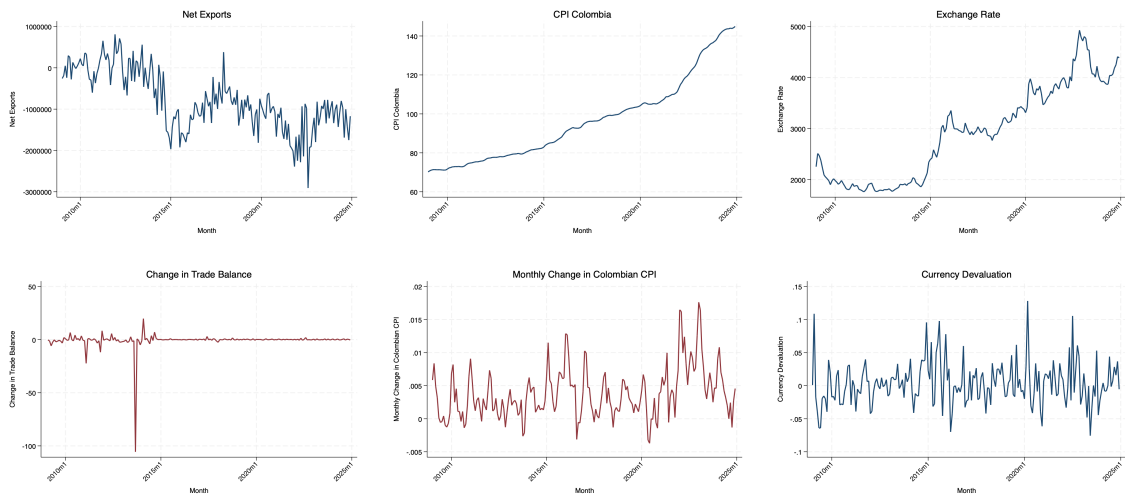 Net Exports
1000000
0
-1000000
-2000000
-3000000
Net Exports
2010m1
2015m1
2020m1
2025m1
Month
CPI Colombia
140
120
100
80
60
CPI Colombia
2010m1
2015m1
2020m1
2025m1
Month
Exchange Rate
5000
4000
3000
2000
Exchange Rate
2010m1
2015m1
2020m1
2025m1
Month
Change in Trade Balance
50
0
-50
-100
Change in Trade Balance
2010m1
2015m1
2020m1
2025m1
Month
Monthly Change in Colombian CPI
.02
.015
.01
.005
0
-.005
Monthly Change in Colombian CPI
2010m1
2015m1
2020m1
2025m1
Month
Currency Devaluation
.15
.1
.05
0
-.05
-.1
Currency Devaluation
2010m1
2015m1
2020m1
2025m1
Month